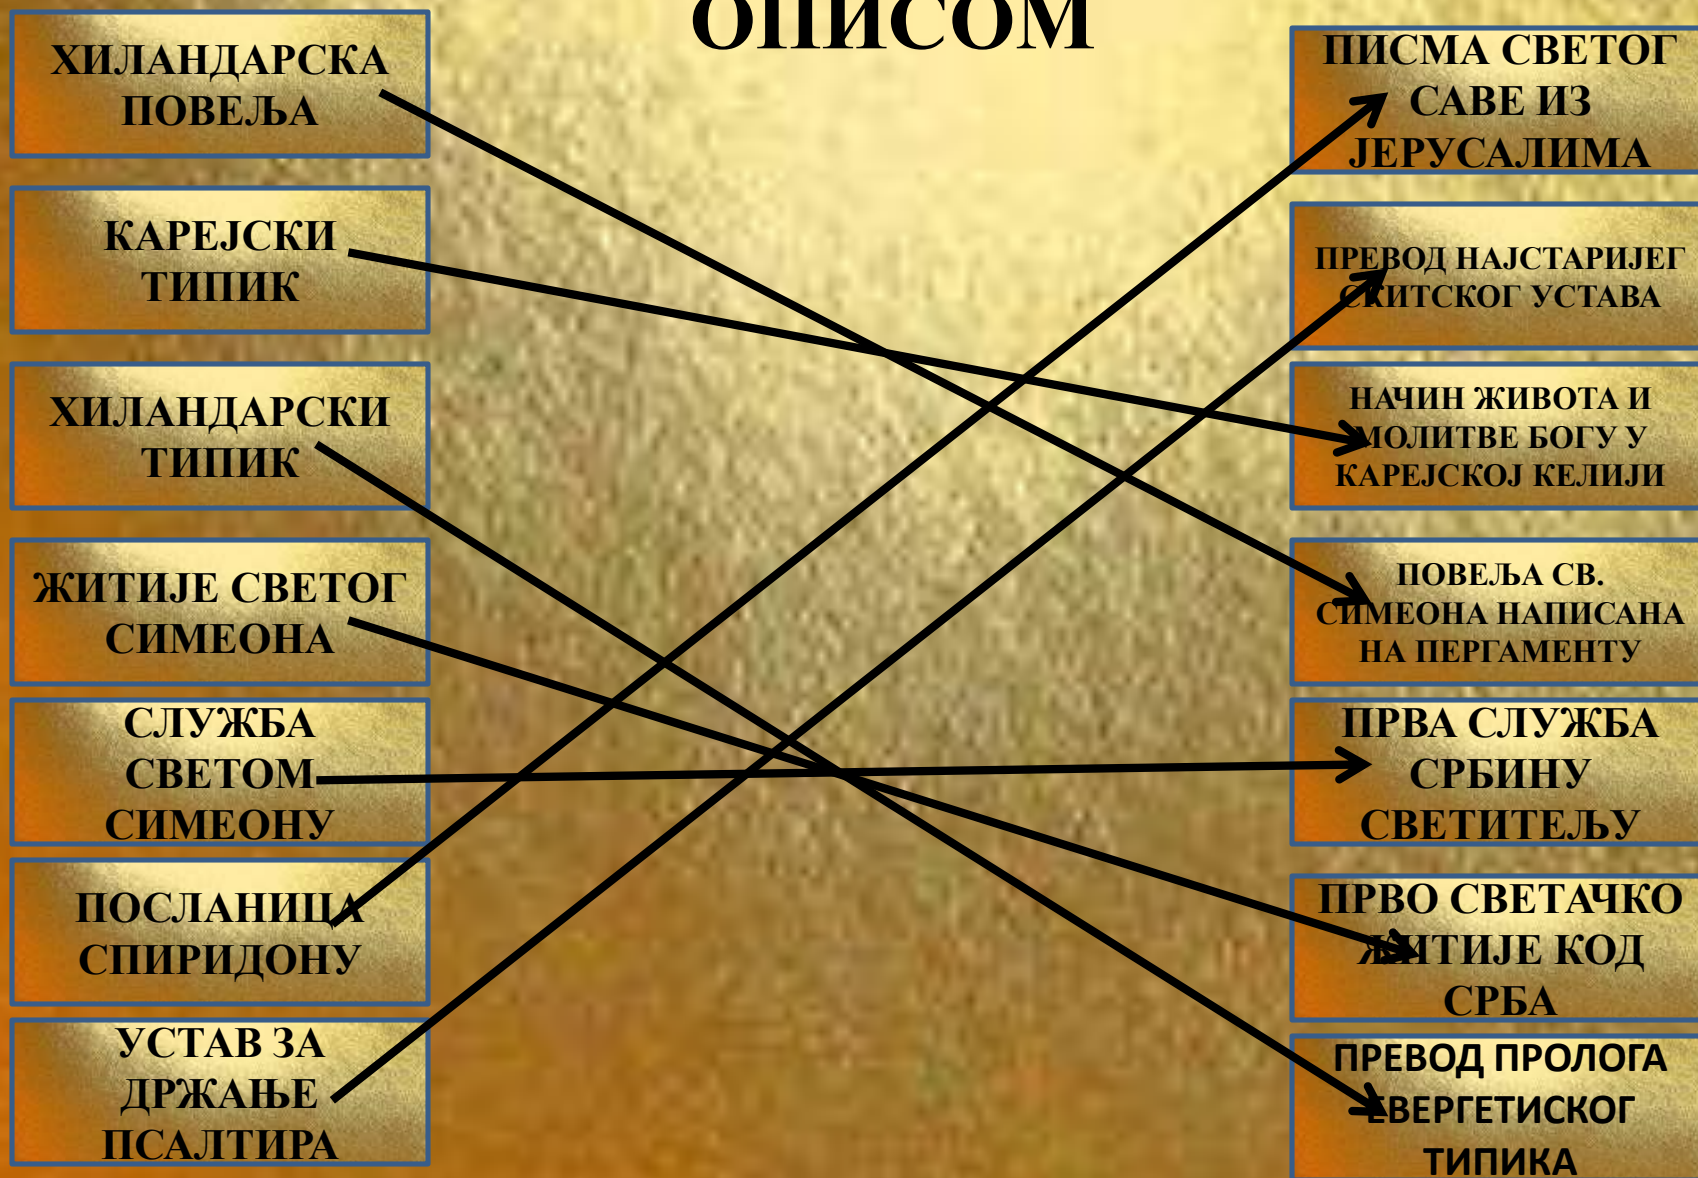 ОПИСОМ
ХИЛАНДАРСКА
ПОВЕЉА
КАРЕЈСКИ
ТИПИК
ХИЛАНДАРСКИ
ТИПИК
ЖИТИЈЕ СВЕТОГ
СИМЕОНА
СЛУЖБА
СВЕТОМ
СИМЕОНУ
ПОСЛАНИЦА
СПИРИДОНУ
УСТАВ ЗА
ДРЖАЊЕ
ПСАЛТИРА
ПИСМА СВЕТОГ
САВЕ ИЗ
ЈЕРУСАЛИМА
ПРЕВОД НАЈСТАРИЈЕГ
СКИТСКОГ УСТАВА
НАЧИН ЖИВОТА И
МОЛИТВЕ БОГУ У
КАРЕЈСКОЈ КЕЛИЈИ
ПОВЕЉА СВ.
СИМЕОНА НАПИСАНА
НА ПЕРГАМЕНТУ
ПРВА СЛУЖБА
СРБИНУ
СВЕТИТЕЉУ
ПРВО СВЕТАЧКО
ЖИТИЈЕ КОД
СРБА
ПРЕВОД ПРОЛОГА
ЕВЕРГЕТИСКОГ
ТИПИКА